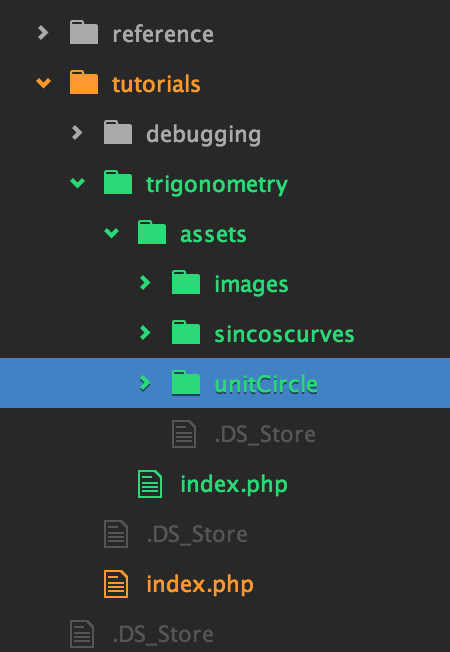 reference
tutorials
debugging
trigonometry
assets
images
sincoscurves
unitCircle
.DS_Store
index.php
.DS_Store
index.php
.DS_Store